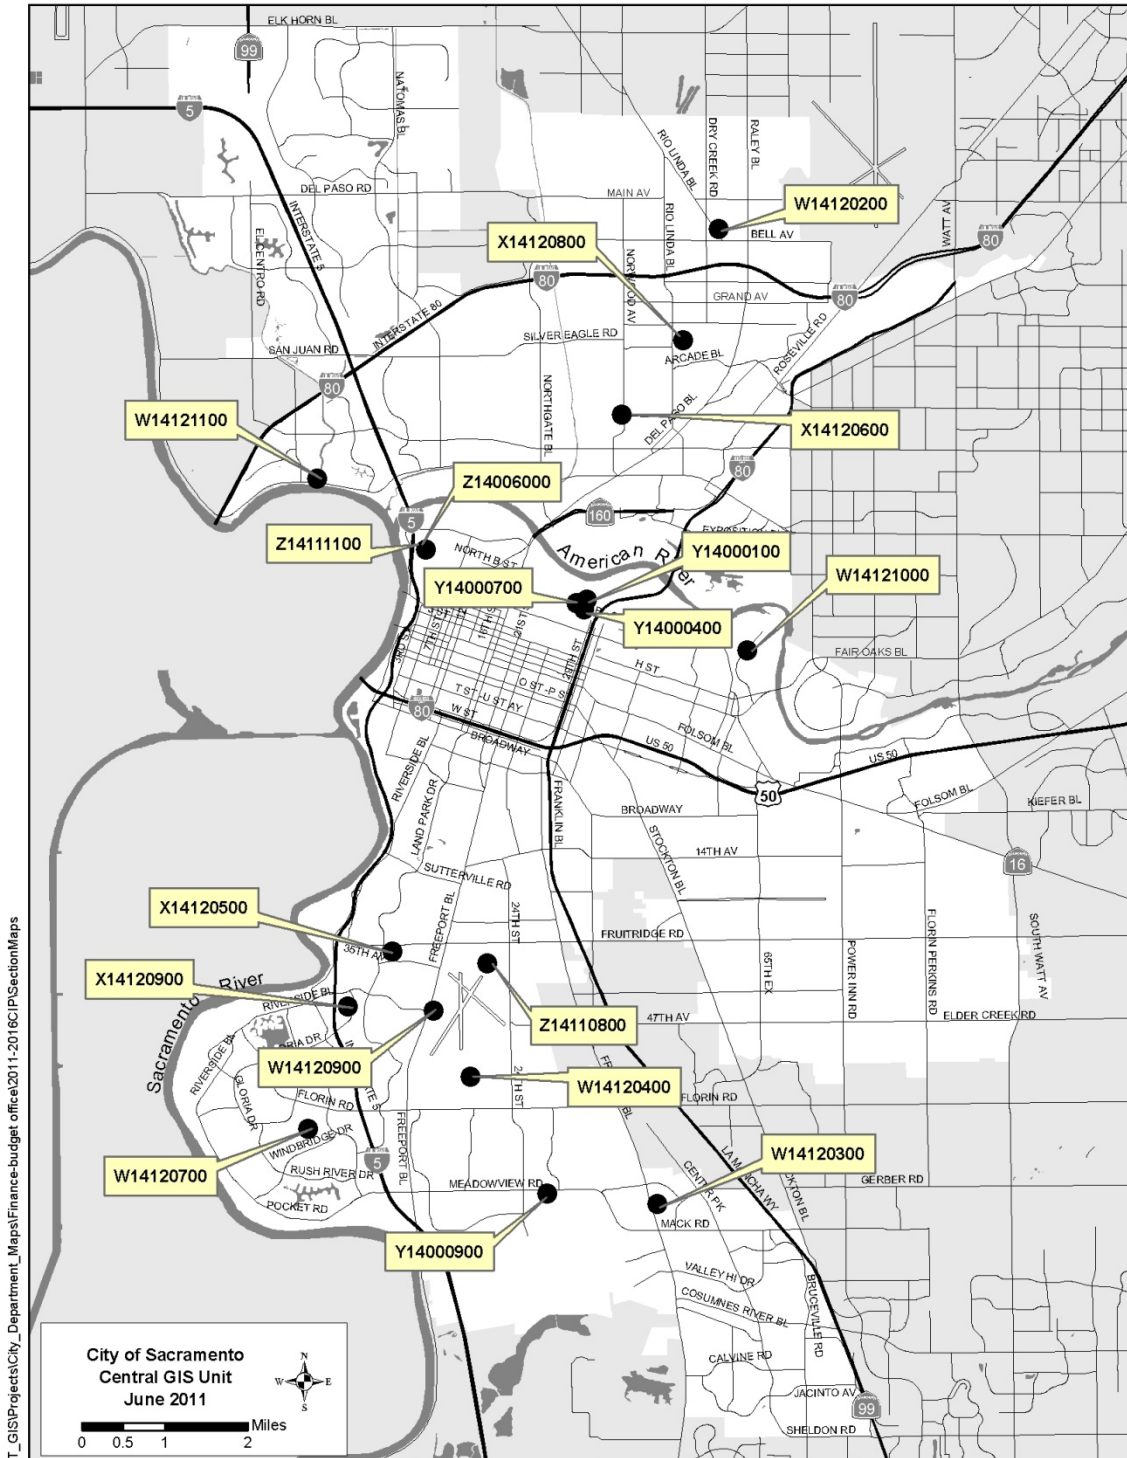 ELK HORN BL
99
NATOMAS BL
5
RIO LINDA BL
DRY CREEK RD
RALEY BL
DEL PASO RD
MAIN AV
W14120200
INTERSTATE 5
EL CENTRO RD
X14120800
NORWOOD AV
RIO LINDA BL
BELL AV
WATT AV
80
80
INTERSTATE 80
GRAND AV
80
SILVER EAGLE RD
ROSEVILLE RD
SAN JUAN RD
ARCADE BL
80
NORTHGATE BL
DEL PASO BL
W14121100
X14120600
80
Z14006000
5
160
Z14111100
NORTH B ST
American River
Y14000100
Y14000700
W14121000
Y14000400
3RD ST
7TH ST
16TH ST
21ST
29TH ST
H ST
FAIR OAKS BL
T ST -U ST AY
O ST -P S
W ST
80
BROADWAY
FOLSOM BL
US 50
US 50
RIVERSIDE BL
50
FOLSOM BL
KIEFER BL
LAND PARK DR
FRANKLIN BL
BROADWAY
STOCKTON BL
14TH AV
16
SUTTERVILLE RD
X14120500
FREEPORT BL
24TH ST
FRUITRIDGE RD
35TH AV
65TH EX
POWER INN RD
FLORIN PERKINS RD
SOUTH WATT AV
X14120900
Sacramento River
RIVERSIDE BL
Z14110800
47TH AV
ELDER CREEK RD
RIVERSIDE BL
W14120900
W14120400
GLORIA DR
FLORIN RD
24TH ST
FLORIN RD
WINDBRIDGE DR
FREEPORT BL
W14120700
RUSH RIVER DR
5
MEADOWVIEW RD
CENTER PK
LA MANCHA WY
W14120300
GERBER RD
POCKET RD
MACK RD
Y14000900
VALLEY HI DR
COSUMNES RIVER BL
BRUCEVILLE RD
CALVINE RD
JACINTO AV
99
SHELDON RD
City of Sacramento
Central GIS Unit
June 2011
N
W E
S
Miles
0 0.5 1 2
T_GIS\Projects\City_Department_Maps\Finance-budget office\2011-2016CIP\SectionMaps